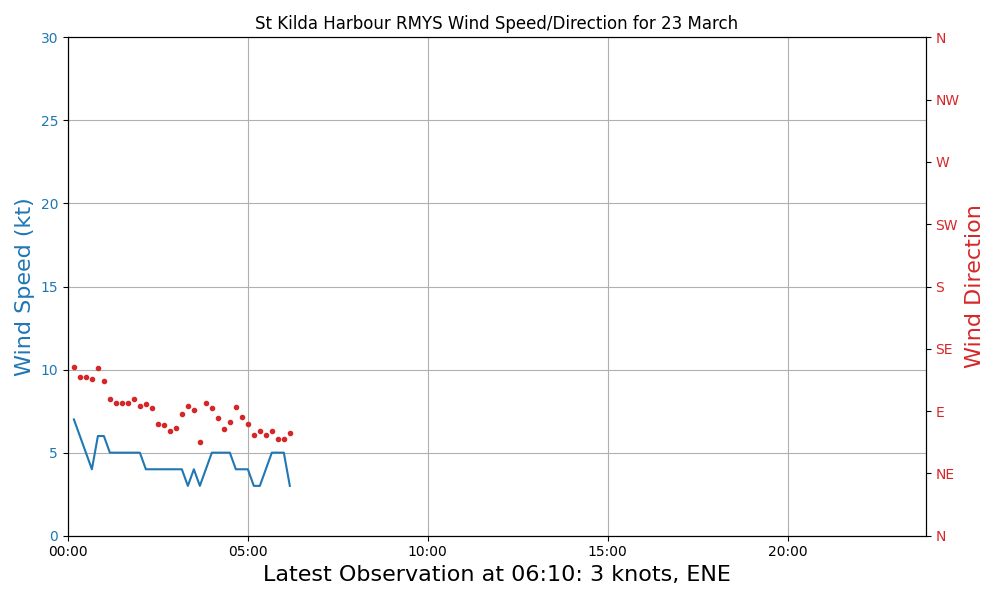 St Kilda Harbour RMYS Wind Speed/Direction for 23 March
30
25
20
15
10
5
0
Wind Speed (kt)
N
NW
W
SW
S
SE
E
NE
N
Wind Direction
00:00
05:00
10:00
15:00
20:00
Latest Observation at 06:10: 3 knots, ENE